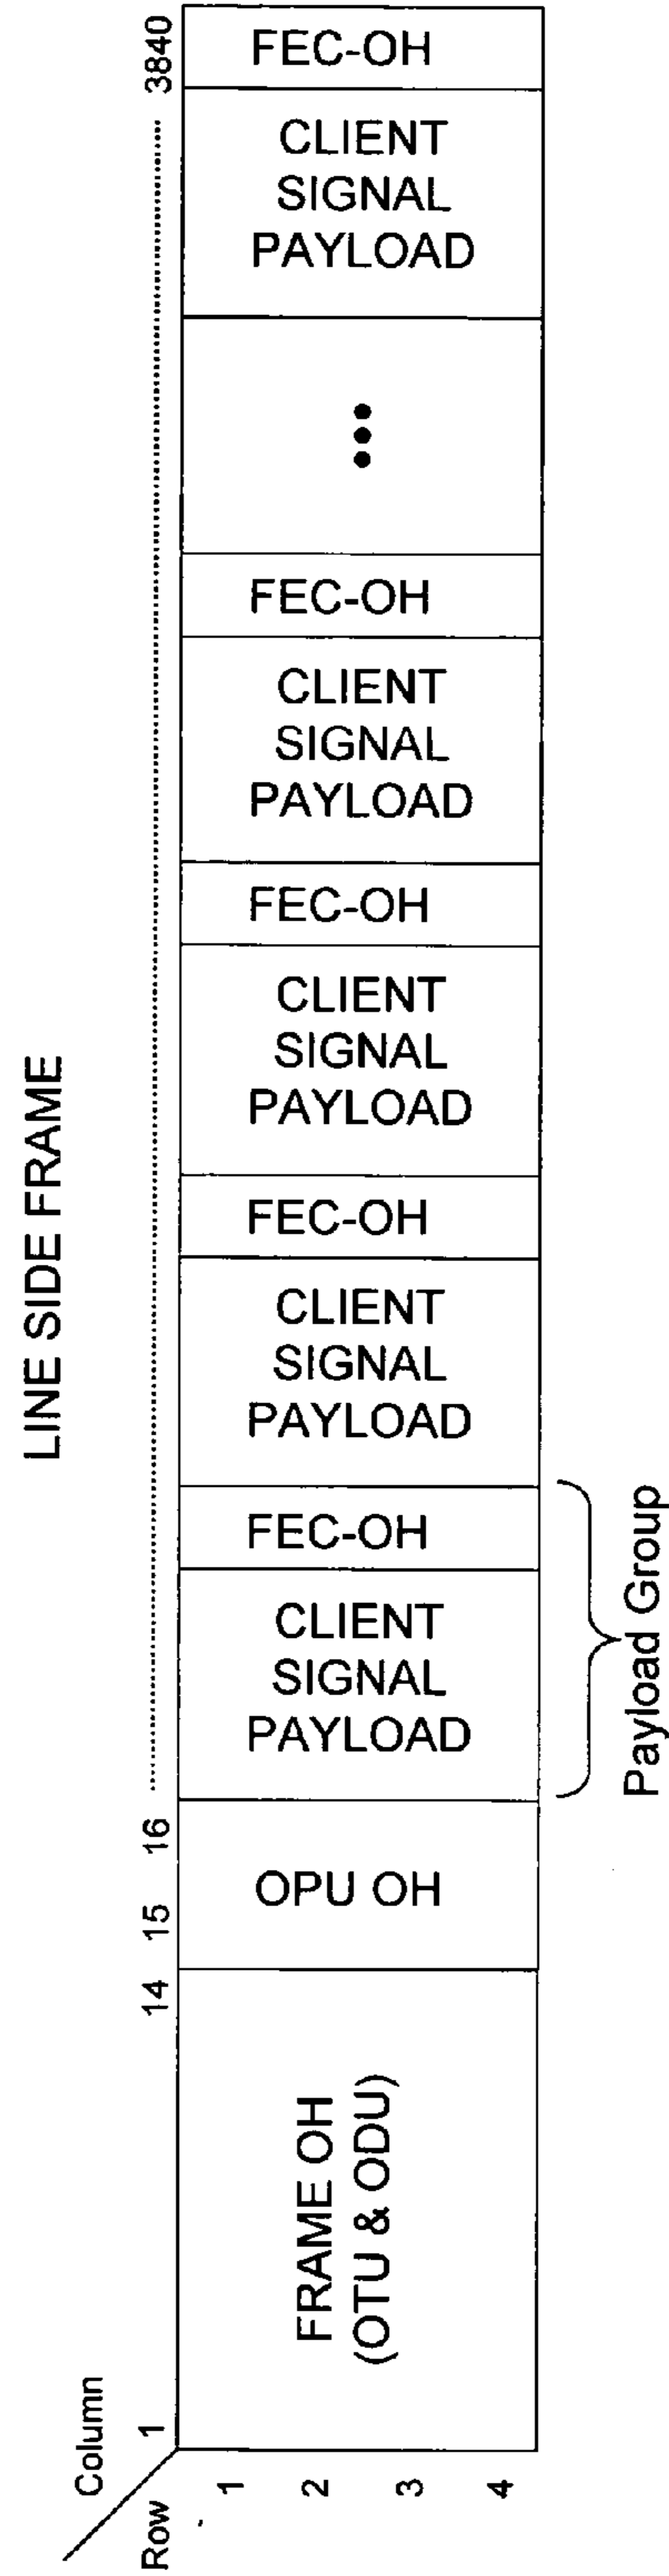 LINE SIDE FRAME
Column
Row
1
14
15
16
3840
1
2
3
4
FRAME OH
(OTU & ODU)
OPU OH
CLIENT
SIGNAL
PAYLOAD
FEC-OH
CLIENT
SIGNAL
PAYLOAD
FEC-OH
CLIENT
SIGNAL
PAYLOAD
FEC-OH
CLIENT
SIGNAL
PAYLOAD
FEC-OH
CLIENT
SIGNAL
PAYLOAD
FEC-OH
Payload Group